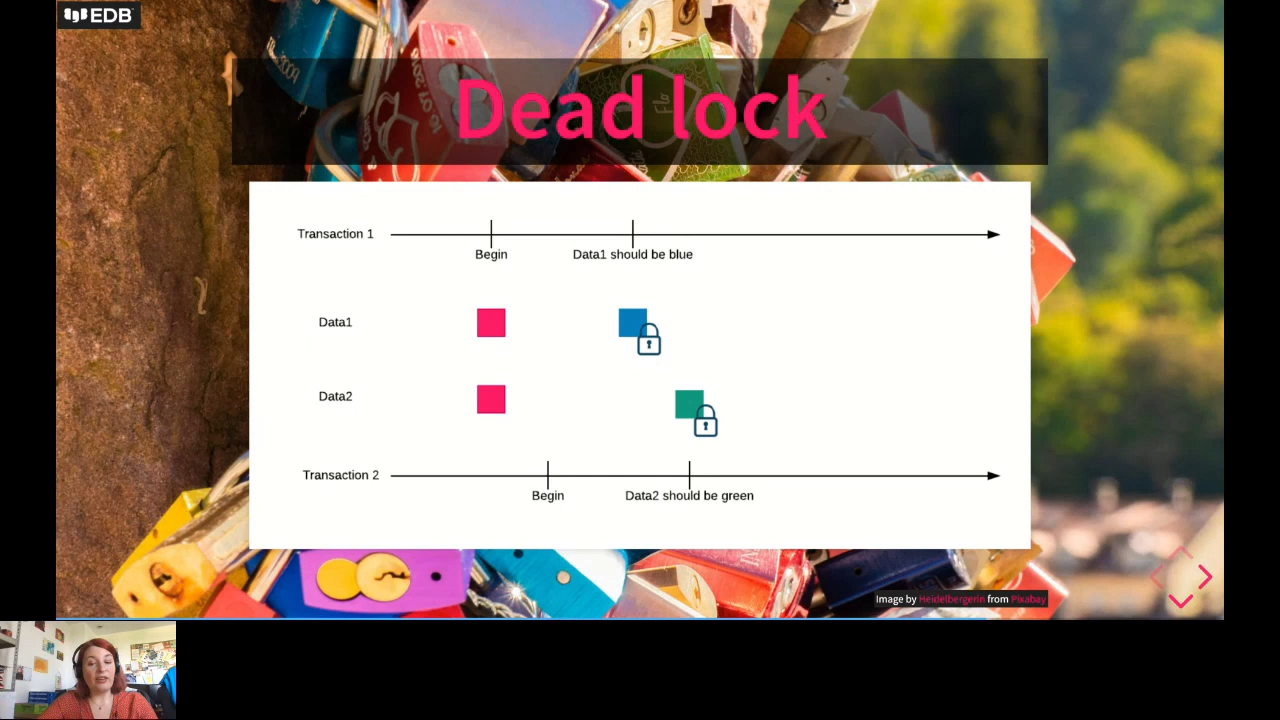 EDB
Dead lock
Transaction 1
Begin
Data1 should be blue
Data1
Data2
Transaction 2
Begin
Data2 should be green
Image by Heidelbergerin from Pixabay